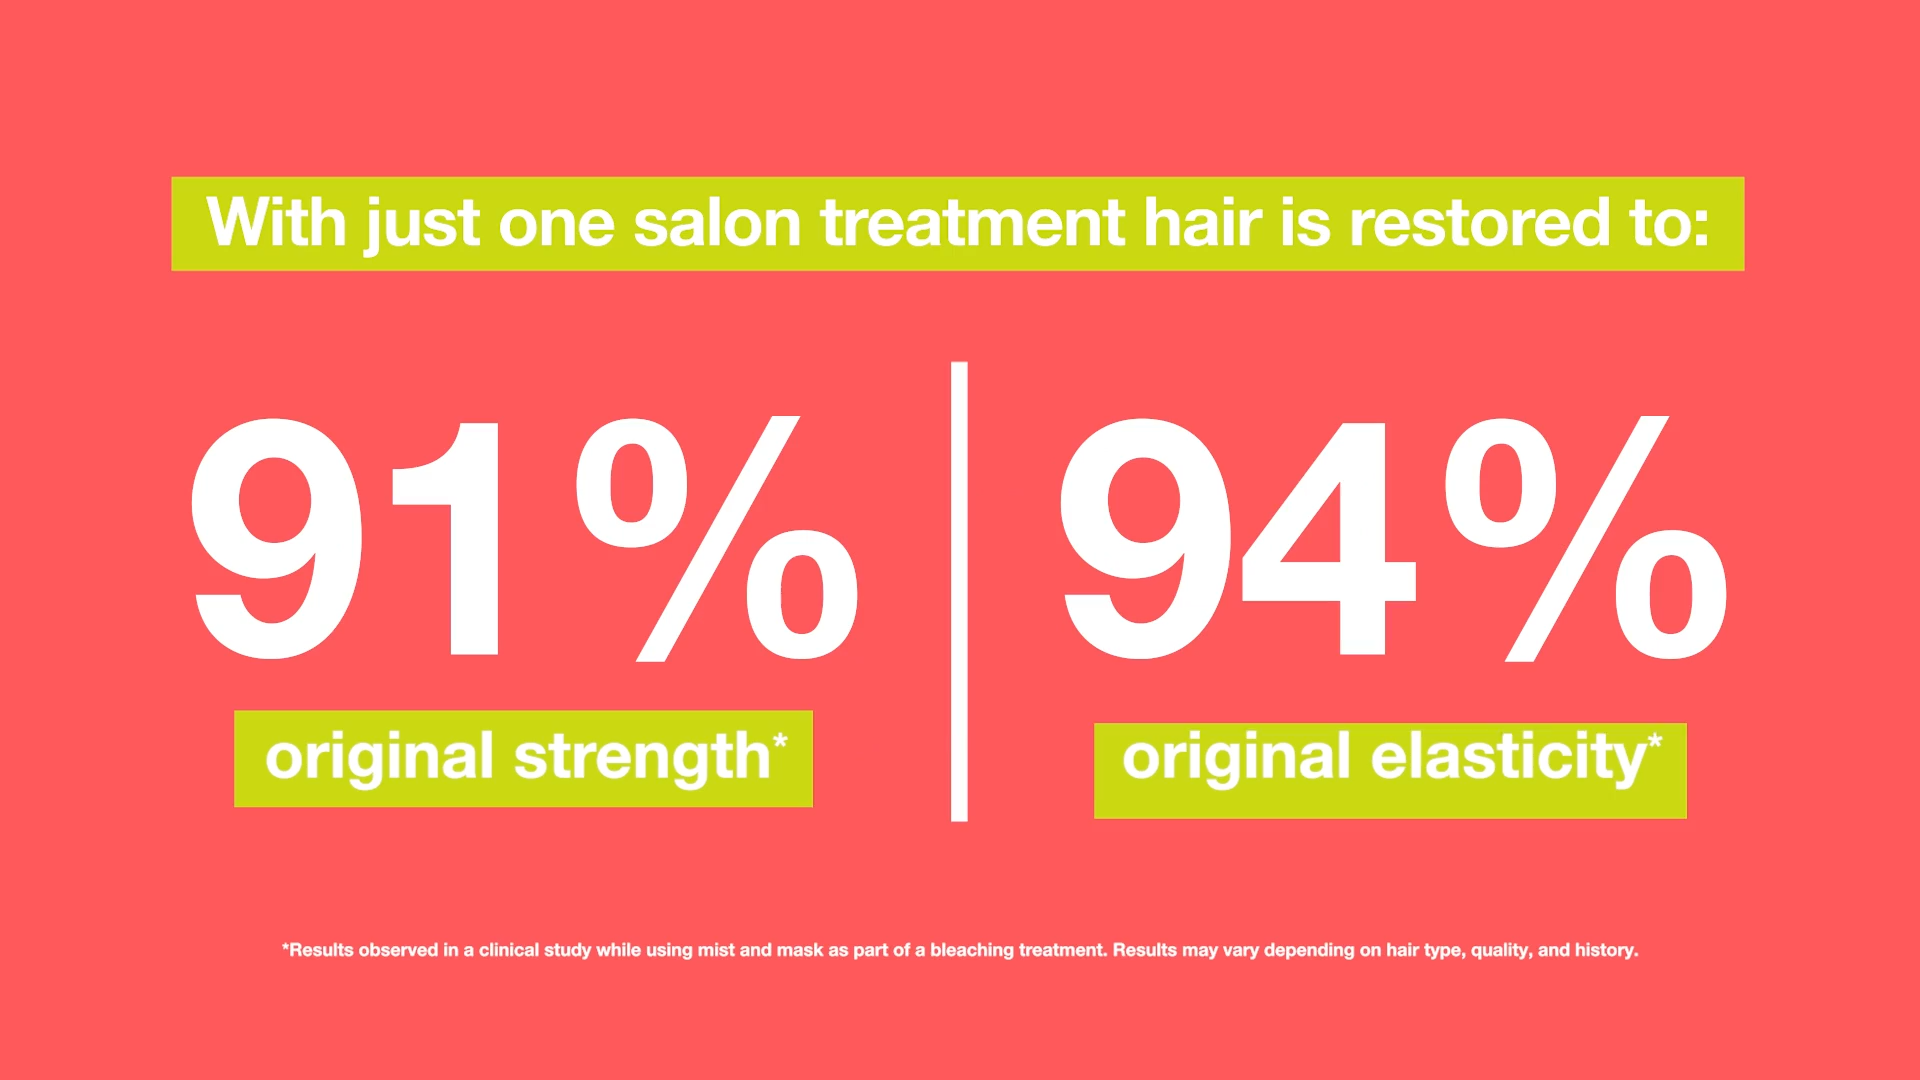 With just one salon treatment hair is restored to:
91%
original strength*
94%
original elasticity*
*Results observed in a clinical study while using mist and mask as part of a bleaching treatment. Results may vary depending on hair type, quality, and history.